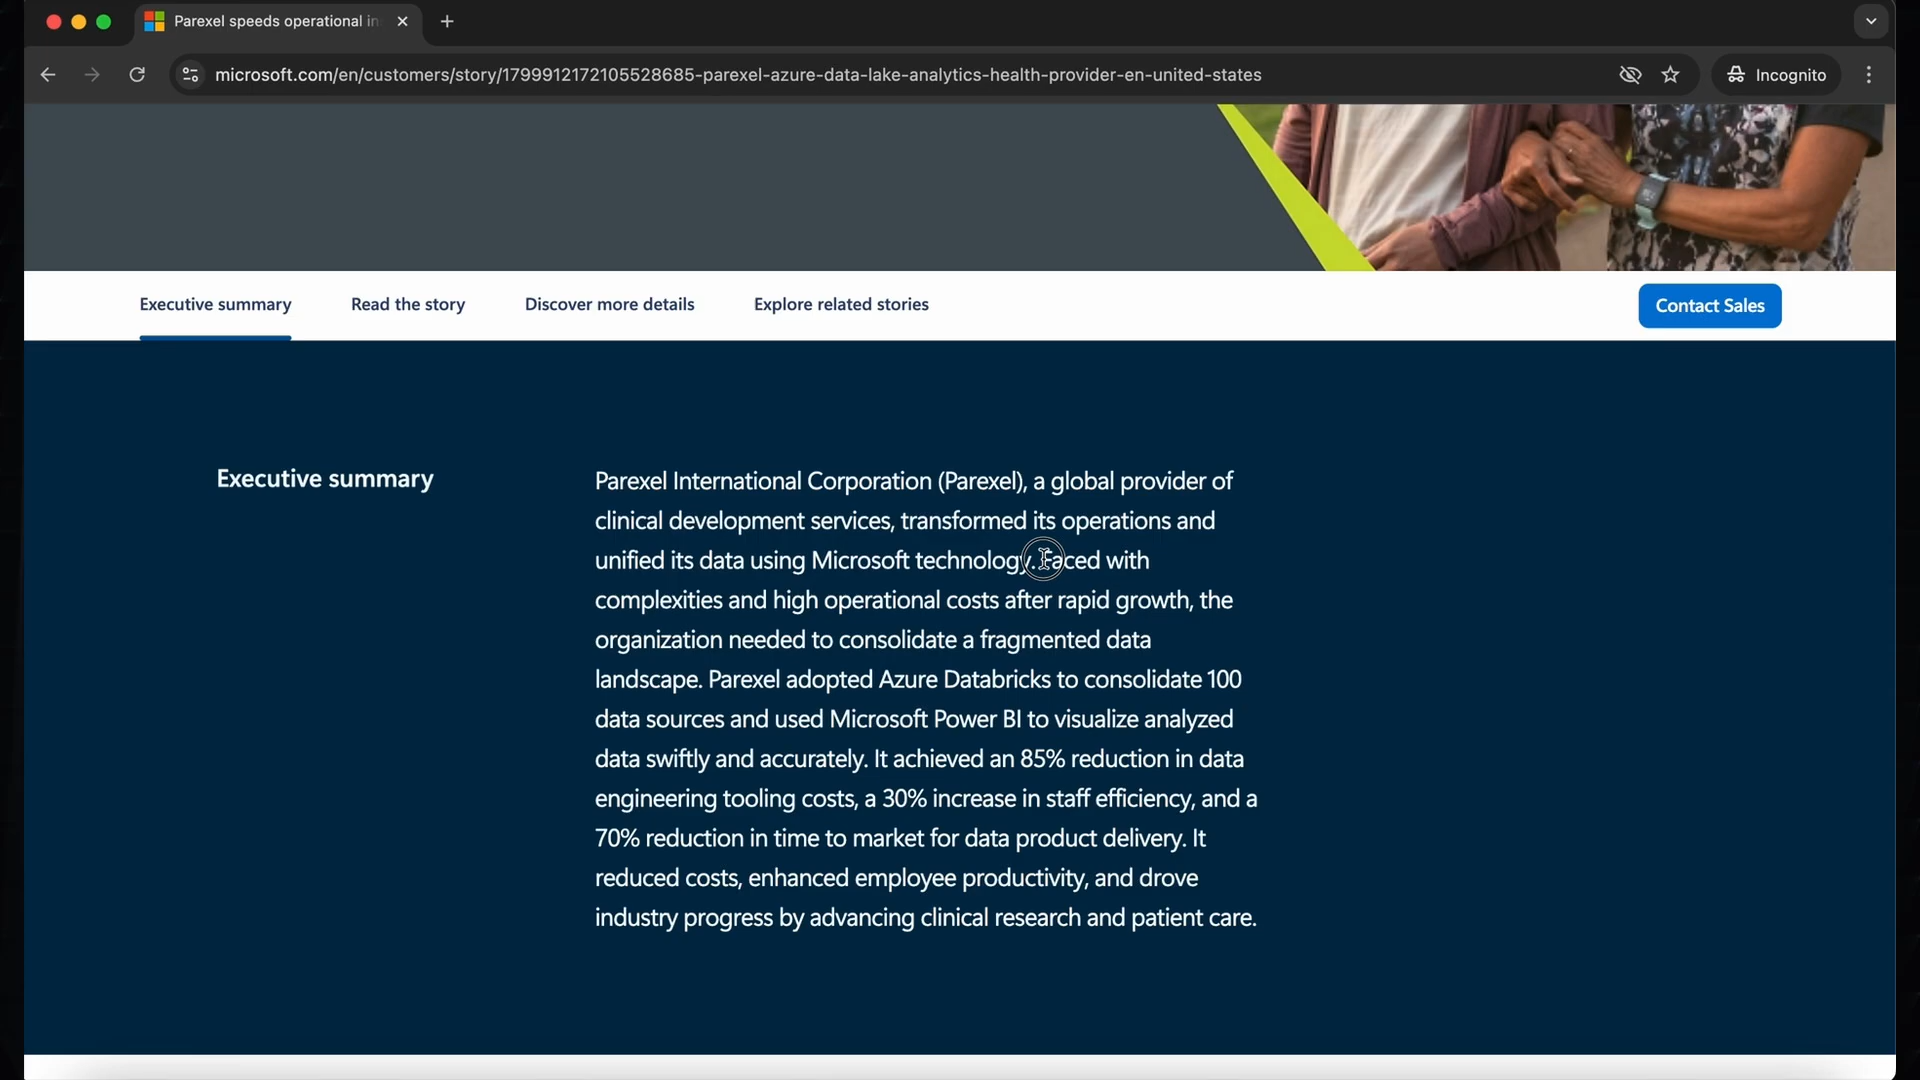 Parexel speeds operational in
microsoft.com/en/customers/story/1799912172105528685-parexel-azure-data-lake-analytics-health-provider-en-united-states
Incognito
Executive summary
Read the story
Discover more details
Explore related stories
Contact Sales
Executive summary
Parexel International Corporation (Parexel), a global provider of
clinical development services, transformed its operations and
unified its data using Microsoft technology. Faced with
complexities and high operational costs after rapid growth, the
organization needed to consolidate a fragmented data
landscape. Parexel adopted Azure Databricks to consolidate 100
data sources and used Microsoft Power BI to visualize analyzed
data swiftly and accurately. It achieved an 85% reduction in data
engineering tooling costs, a 30% increase in staff efficiency, and a
70% reduction in time to market for data product delivery. It
reduced costs, enhanced employee productivity, and drove
industry progress by advancing clinical research and patient care.